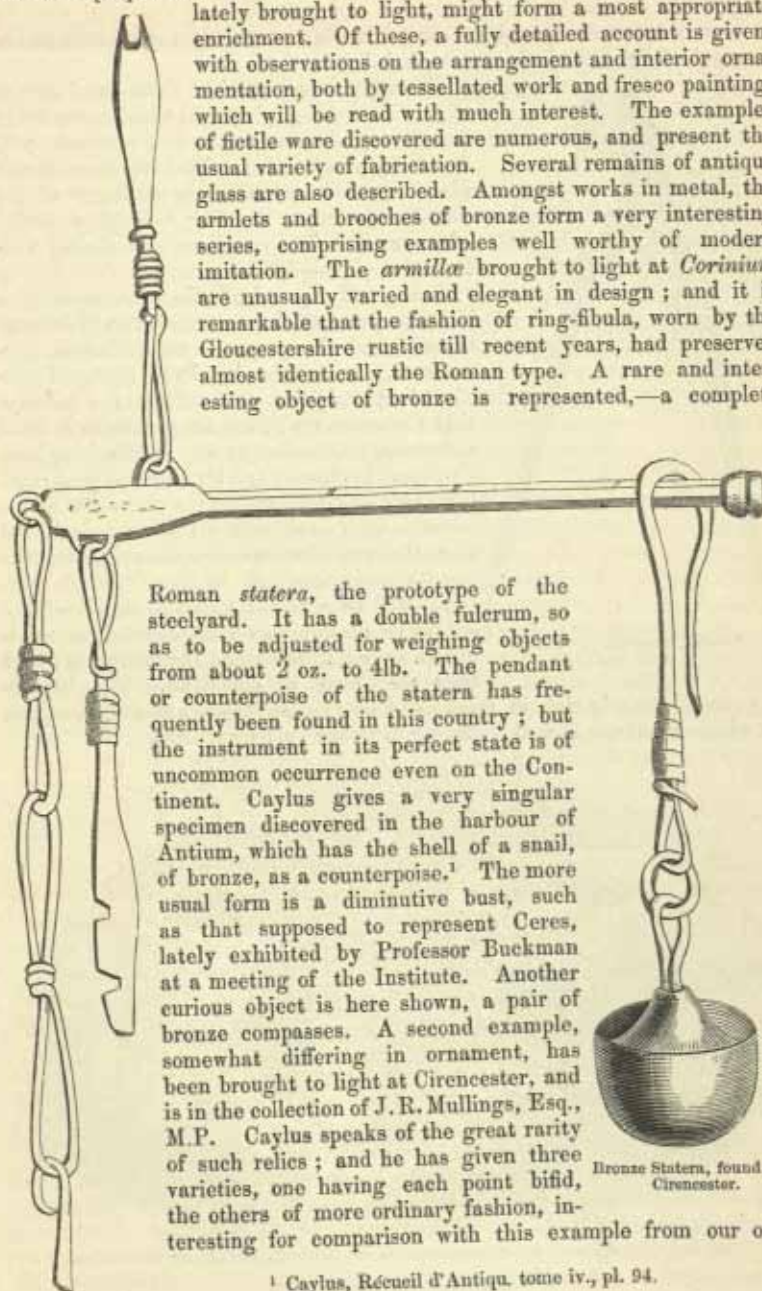 lately brought to light, might form a most appropriat
enrichment. Of these, a fully detailed account is given
with observations on the arrangement and interior orna
mentation, both by tessellated work and fresco painting
which will be read with much interest. The example
of fictile ware discovered are numerous, and present th
usual variety of fabrication. Several remains of antiqu
glass are also described. Amongst works in metal, th
armlets and brooches of bronze form a very interestin
series, comprising examples well worthy of moder
imitation. The armillæ brought to light at Corinium
are unusually varied and elegant in design ; and it i
remarkable that the fashion of ring-fibula, worn by th
Gloucestershire rustic till recent years, had preserve
almost identically the Roman type. A rare and inte
esting object of bronze is represented,—a complet
Roman statera, the prototype of the
steelyard. It has a double fulcrum, so
as to be adjusted for weighing objects
from about 2 oz. to 4lb. The pendant
or counterpoise of the statera has fre-
quently been found in this country ; but
the instrument in its perfect state is of
uncommon occurrence even on the Con-
tinent. Caylus gives a very singular
specimen discovered in the harbour of
Antium, which has the shell of a snail,
of bronze, as a counterpoise.¹ The more
usual form is a diminutive bust, such
as that supposed to represent Ceres,
lately exhibited by Professor Buckman
at a meeting of the Institute. Another
curious object is here shown, a pair of
bronze compasses. A second example,
somewhat differing in ornament, has
been brought to light at Cirencester, and
is in the collection of J. R. Mullings, Esq.,
M.P. Caylus speaks of the great rarity
of such relics ; and he has given three
varieties, one having each point bifid,
the others of more ordinary fashion, in-
teresting for comparison with this example from our o
Bronze Statera, found
Cirencester.
¹ Caylus, Récueil d'Antiqu. tome iv., pl. 94.